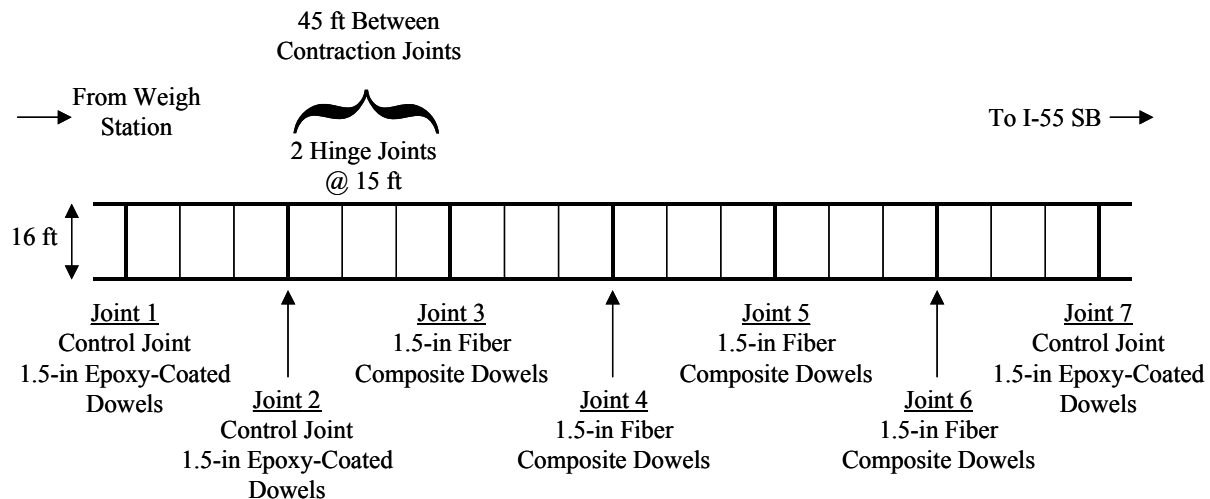 45 ft Between
Contraction Joints
From Weigh
Station
To I-55 SB
2 Hinge Joints
@ 15 ft
16 ft
Joint 1
Control Joint
1.5-in Epoxy-Coated
Dowels
Joint 2
Control Joint
1.5-in Epoxy-Coated
Dowels
Joint 3
1.5-in Fiber
Composite Dowels
Joint 4
1.5-in Fiber
Composite Dowels
Joint 5
1.5-in Fiber
Composite Dowels
Joint 6
1.5-in Fiber
Composite Dowels
Joint 7
Control Joint
1.5-in Epoxy-Coated
Dowels